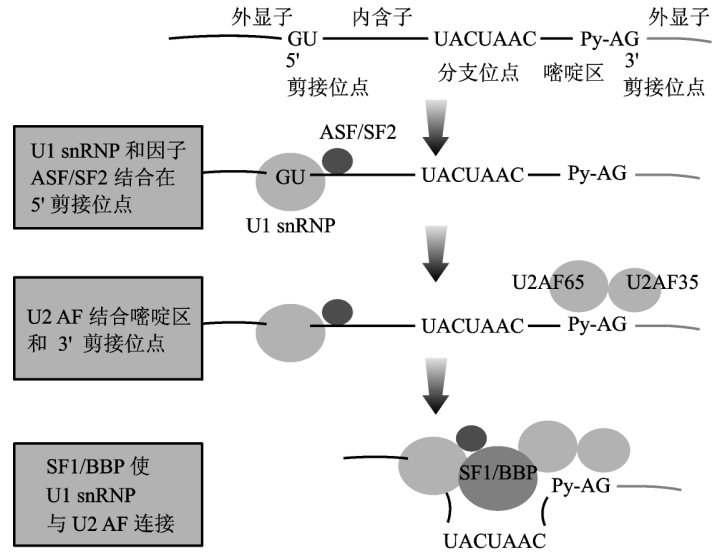 外显子 内含子 外显子
GU UACUAAC Py-AG
5' 3'
剪接位点 分支位点 嘧啶区 剪接位点
U1 snRNP 和因子
ASF/SF2 结合在
5' 剪接位点
ASF/SF2
GU UACUAAC Py-AG
U1 snRNP
U2 AF 结合嘧啶区
和 3' 剪接位点
U2AF65 U2AF35
UACUAAC Py-AG
SF1/BBP 使
U1 snRNP
与 U2 AF 连接
SF1/BBP
Py-AG
UACUAAC